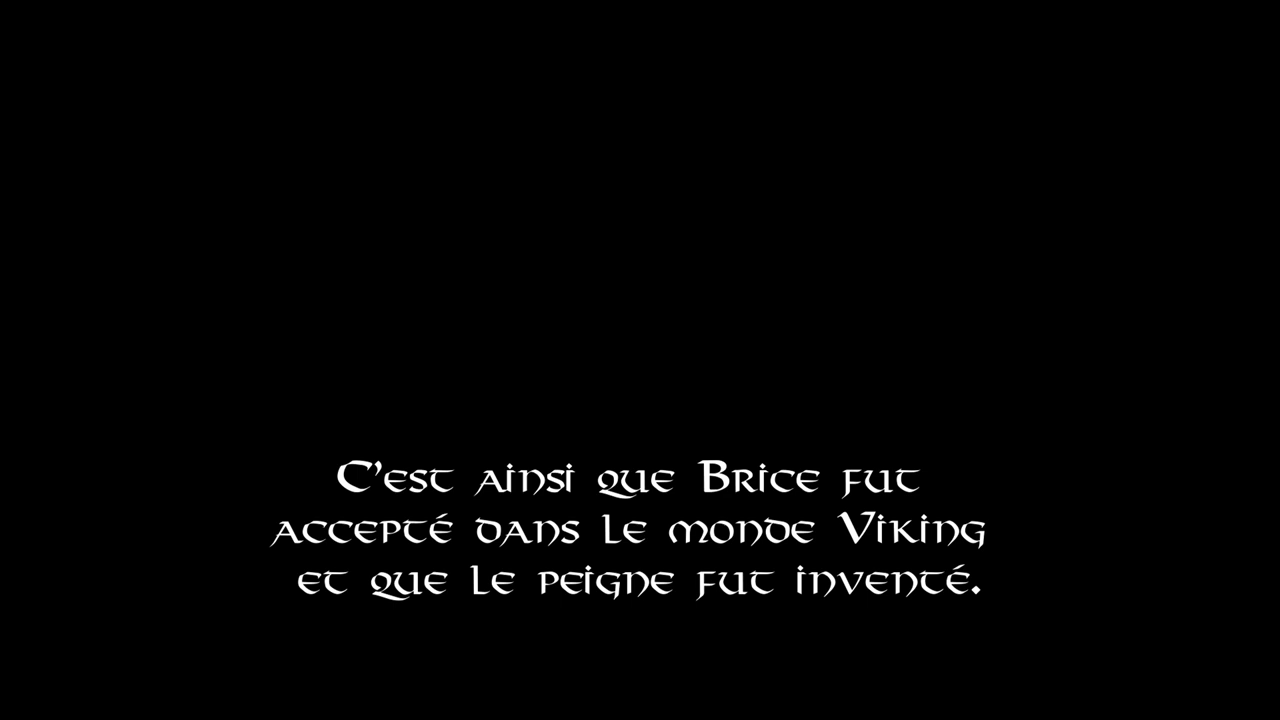 C'est ainsi que Brice fut
accepté dans le monde Viking
et que le peigne fut inventé.